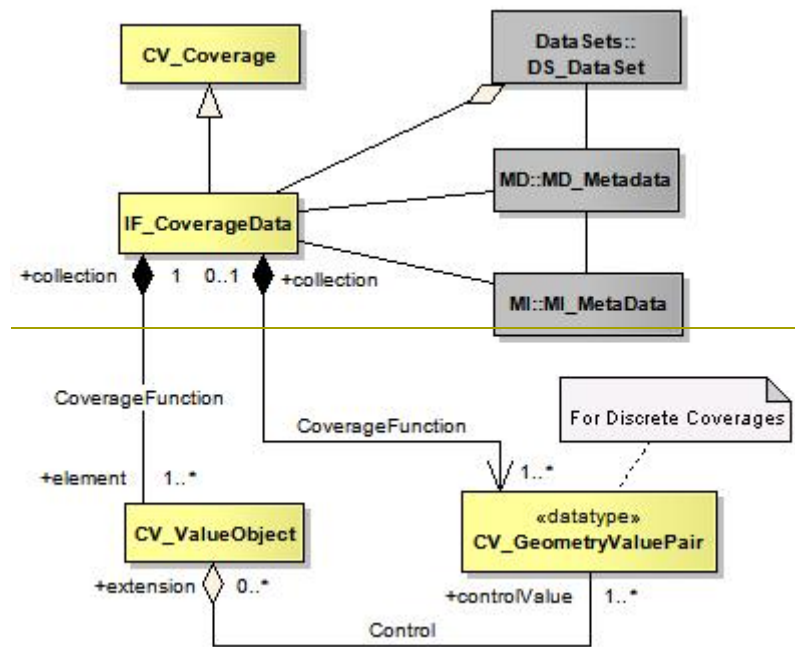 CV_Coverage
DataSets::
DS_DataSet
MD::MD_Metadata
IF_CoverageData
+collection
1
0..1
+collection
MI::MI_MetaData
CoverageFunction
CoverageFunction
For Discrete Coverages
+element
1..*
1..*
CV_ValueObject
«datatype»
CV_GeometryValuePair
+extension
0..*
+controlValue
1..*
Control